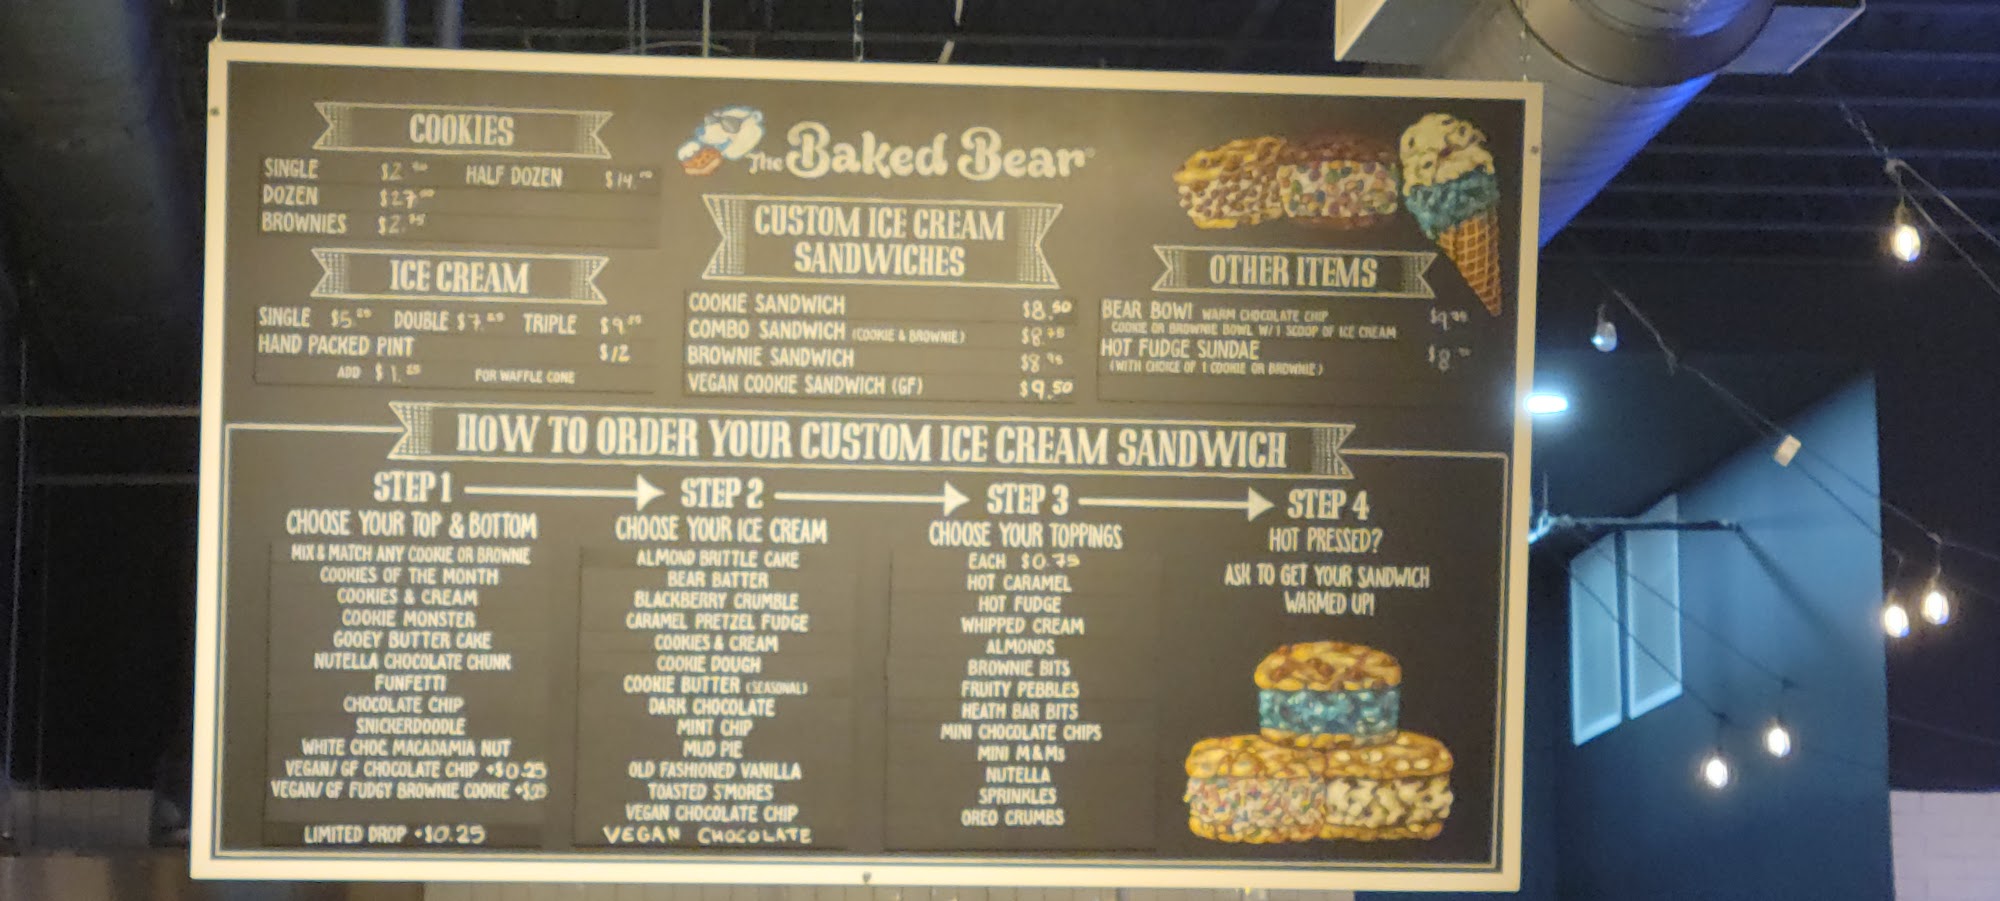 COOKIES
SINGLE $2 HALF DOZEN $14.00
DOZEN $27
BROWNIES $2.75
ICE CREAM
SINGLE $5 DOUBLE $7 TRIPLE $9
HAND PACKED PINT $12
ADD $1 FOR WAFFLE CONE
The Baked Bear
CUSTOM ICE CREAM
SANDWICHES
COOKIE SANDWICH $8.50
COMBO SANDWICH (COOKIE & BROWNIE) $8.75
BROWNIE SANDWICH $8.95
VEGAN COOKIE SANDWICH (GF) $9.50
OTHER ITEMS
BEAR BOWL WARM CHOCOLATE CHIP $9
COOKIE OR BROWNIE BOWL W/1 SCOOP OF ICE CREAM
HOT FUDGE SUNDAE $8
(WITH CHOICE OF 1 COOKIE OR BROWNIE)
HOW TO ORDER YOUR CUSTOM ICE CREAM SANDWICH
STEP 1
CHOOSE YOUR TOP & BOTTOM
MIX & MATCH ANY COOKIE OR BROWNIE
COOKIES OF THE MONTH
COOKIES & CREAM
COOKIE MONSTER
GOOEY BUTTER CAKE
NUTELLA CHOCOLATE CHUNK
FUNFETTI
CHOCOLATE CHIP
SNICKERDOODLE
WHITE CHOC MACADAMIA NUT
VEGAN/ GF CHOCOLATE CHIP +$0.25
VEGAN/ GF FUDGY BROWNIE COOKIE +$.25
LIMITED DROP +$0.25
STEP 2
CHOOSE YOUR ICE CREAM
ALMOND BRITTLE CAKE
BEAR BATTER
BLACKBERRY CRUMBLE
CARAMEL PRETZEL FUDGE
COOKIES & CREAM
COOKIE DOUGH
COOKIE BUTTER (SEASONAL)
DARK CHOCOLATE
MINT CHIP
MUD PIE
OLD FASHIONED VANILLA
TOASTED S'MORES
VEGAN CHOCOLATE CHIP
VEGAN CHOCOLATE
STEP 3
CHOOSE YOUR TOPPINGS
EACH $0.75
HOT CARAMEL
HOT FUDGE
WHIPPED CREAM
ALMONDS
BROWNIE BITS
FRUITY PEBBLES
HEATH BAR BITS
MINI CHOCOLATE CHIPS
MINI M&Ms
NUTELLA
SPRINKLES
OREO CRUMBS
STEP 4
HOT PRESSED?
ASK TO GET YOUR SANDWICH
WARMED UP!